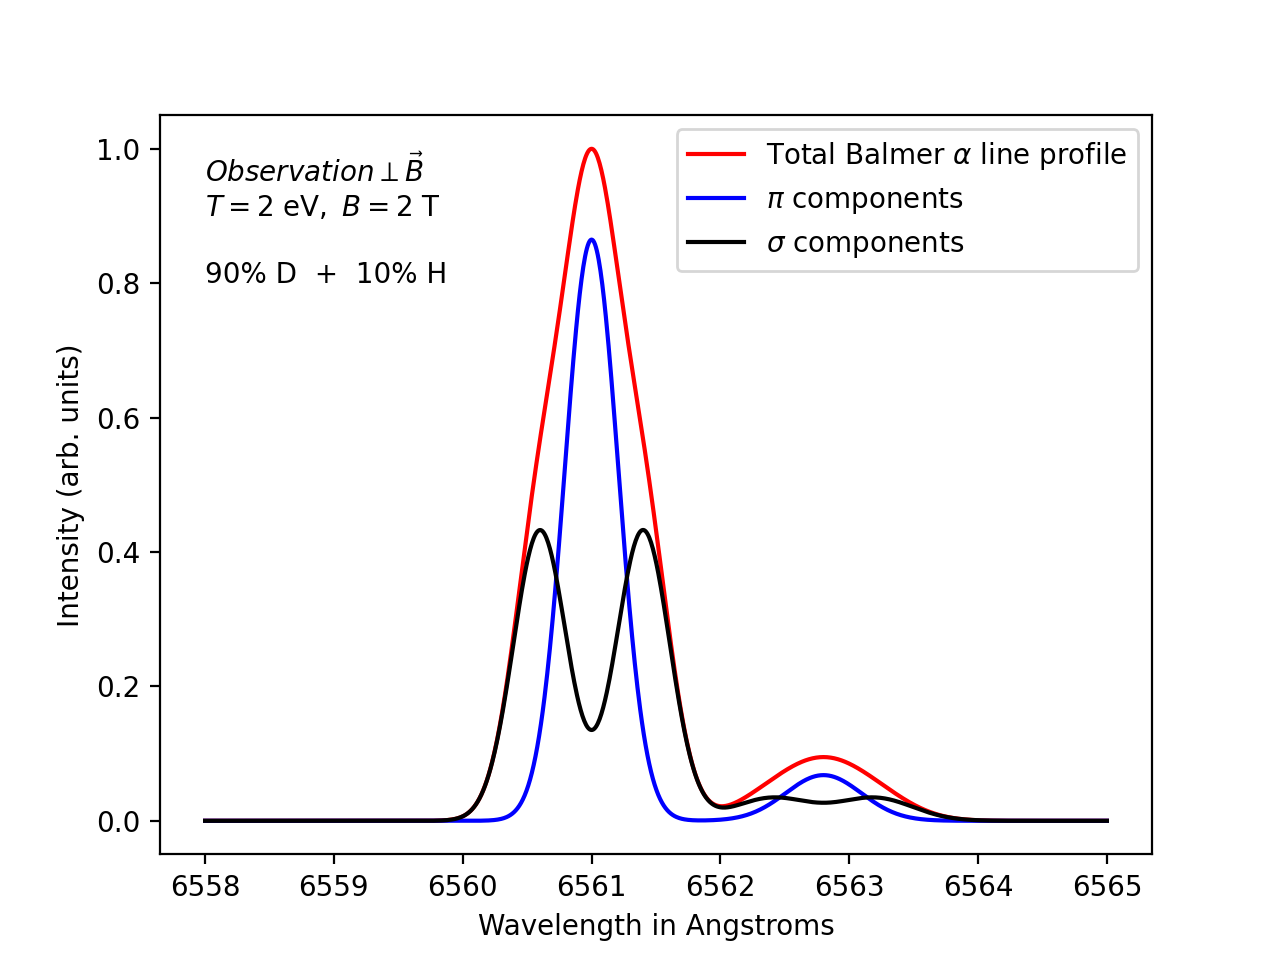 Observation ⊥ B⃗
T = 2 eV, B = 2 T
90% D + 10% H
Total Balmer α line profile
π components
σ components
1.0
0.8
0.6
0.4
0.2
0.0
Intensity (arb. units)
6558 6559 6560 6561 6562 6563 6564 6565
Wavelength in Angstroms